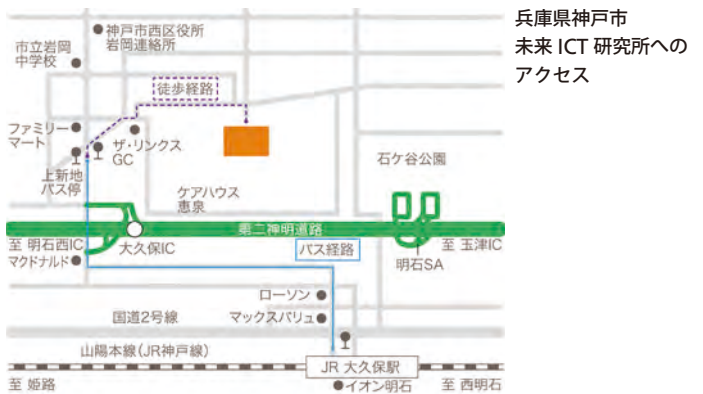 兵庫県神戸市
未来 ICT 研究所への
アクセス
神戸市西区役所
岩岡連絡所
市立岩岡
中学校
徒歩経路
ファミリー
マート
ザ・リンクス
GC
上新地
バス停
石ケ谷公園
ケアハウス
恵泉
第二神明道路
至 明石西IC
大久保IC
バス経路
至 玉津IC
マクドナルド
明石SA
ローソン
国道2号線
マックスバリュ
山陽本線（JR神戸線）
JR 大久保駅
至 姫路
イオン明石
至 西明石